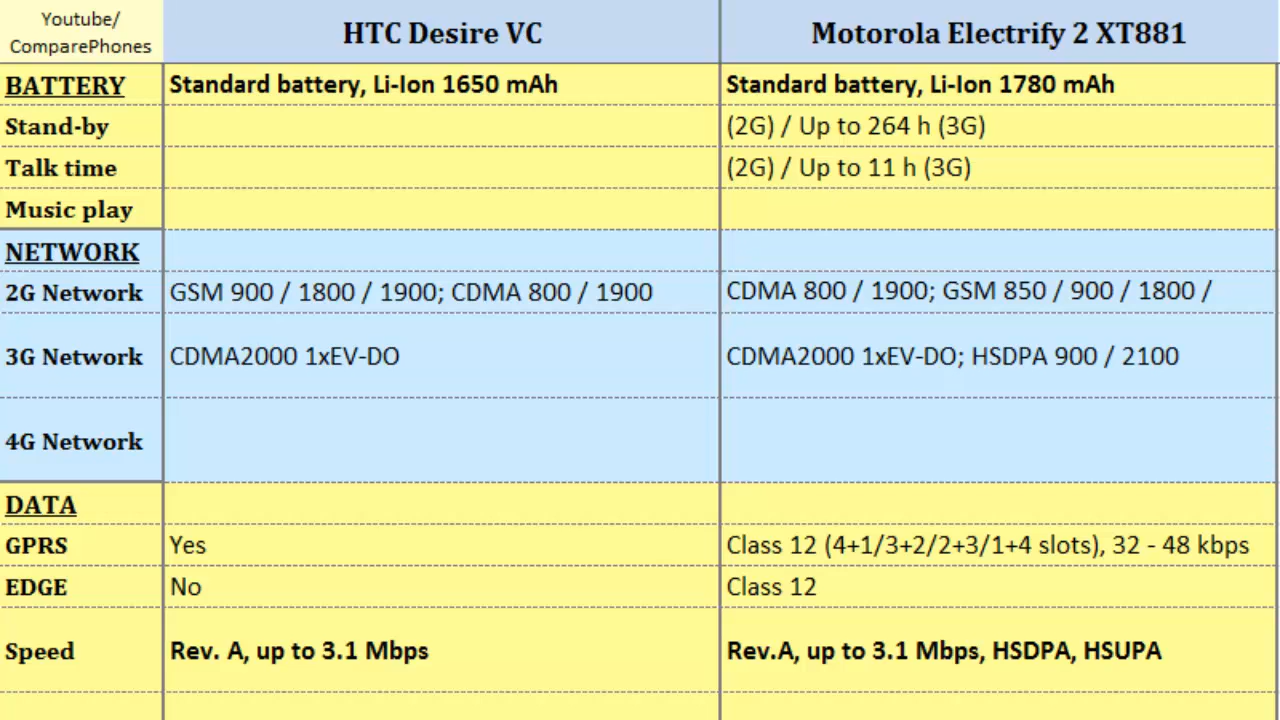 Youtube/
ComparePhones
HTC Desire VC
Motorola Electrify 2 XT881
BATTERY
Standard battery, Li-Ion 1650 mAh
Standard battery, Li-Ion 1780 mAh
Stand-by
(2G) / Up to 264 h (3G)
Talk time
(2G) / Up to 11 h (3G)
Music play
NETWORK
2G Network
GSM 900 / 1800 / 1900; CDMA 800 / 1900
CDMA 800 / 1900; GSM 850 / 900 / 1800 /
3G Network
CDMA2000 1xEV-DO
CDMA2000 1xEV-DO; HSDPA 900 / 2100
4G Network
DATA
GPRS
Yes
Class 12 (4+1/3+2/2+3/1+4 slots), 32 - 48 kbps
EDGE
No
Class 12
Speed
Rev. A, up to 3.1 Mbps
Rev.A, up to 3.1 Mbps, HSDPA, HSUPA